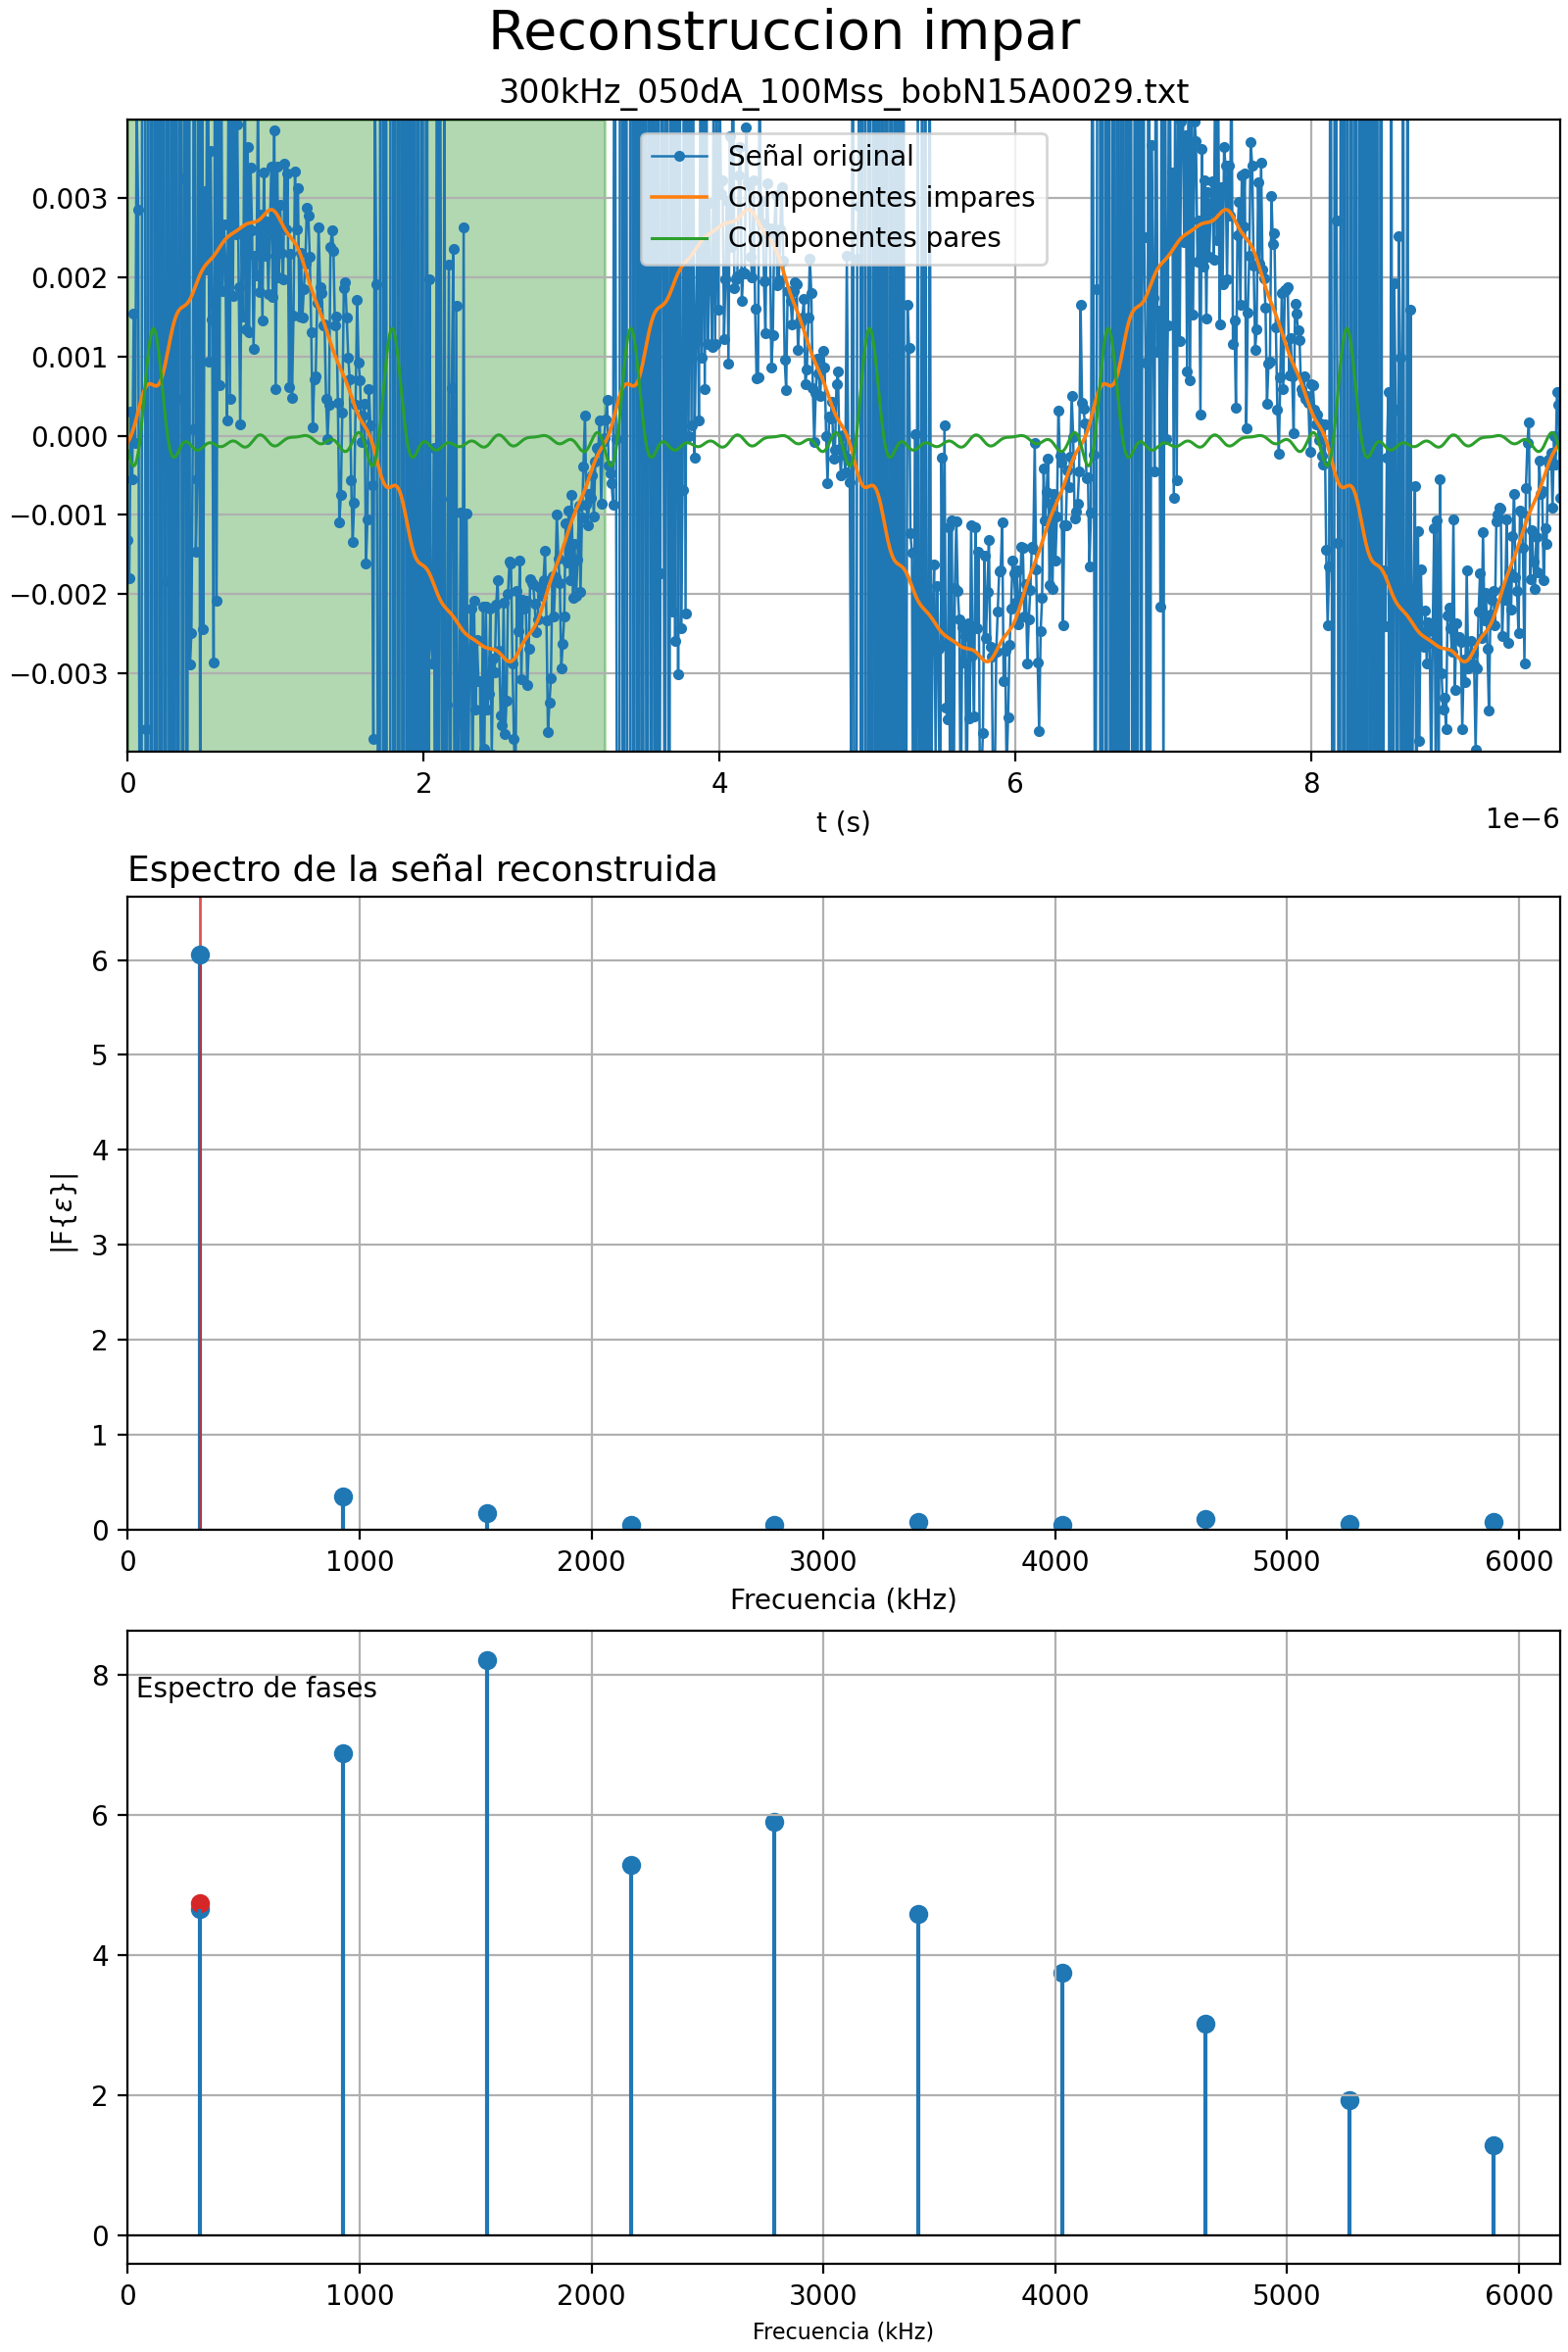 Reconstruccion impar
300kHz_050dA_100Mss_bobN15A0029.txt
Señal original
Componentes impares
Componentes pares
0.003
0.002
0.001
0.000
−0.001
−0.002
−0.003
0 2 4 6 8
1e−6
t (s)
Espectro de la señal reconstruida
6
5
4
3
2
1
0
|F{ε}|
0 1000 2000 3000 4000 5000 6000
Frecuencia (kHz)
Espectro de fases
8
6
4
2
0
0 1000 2000 3000 4000 5000 6000
Frecuencia (kHz)